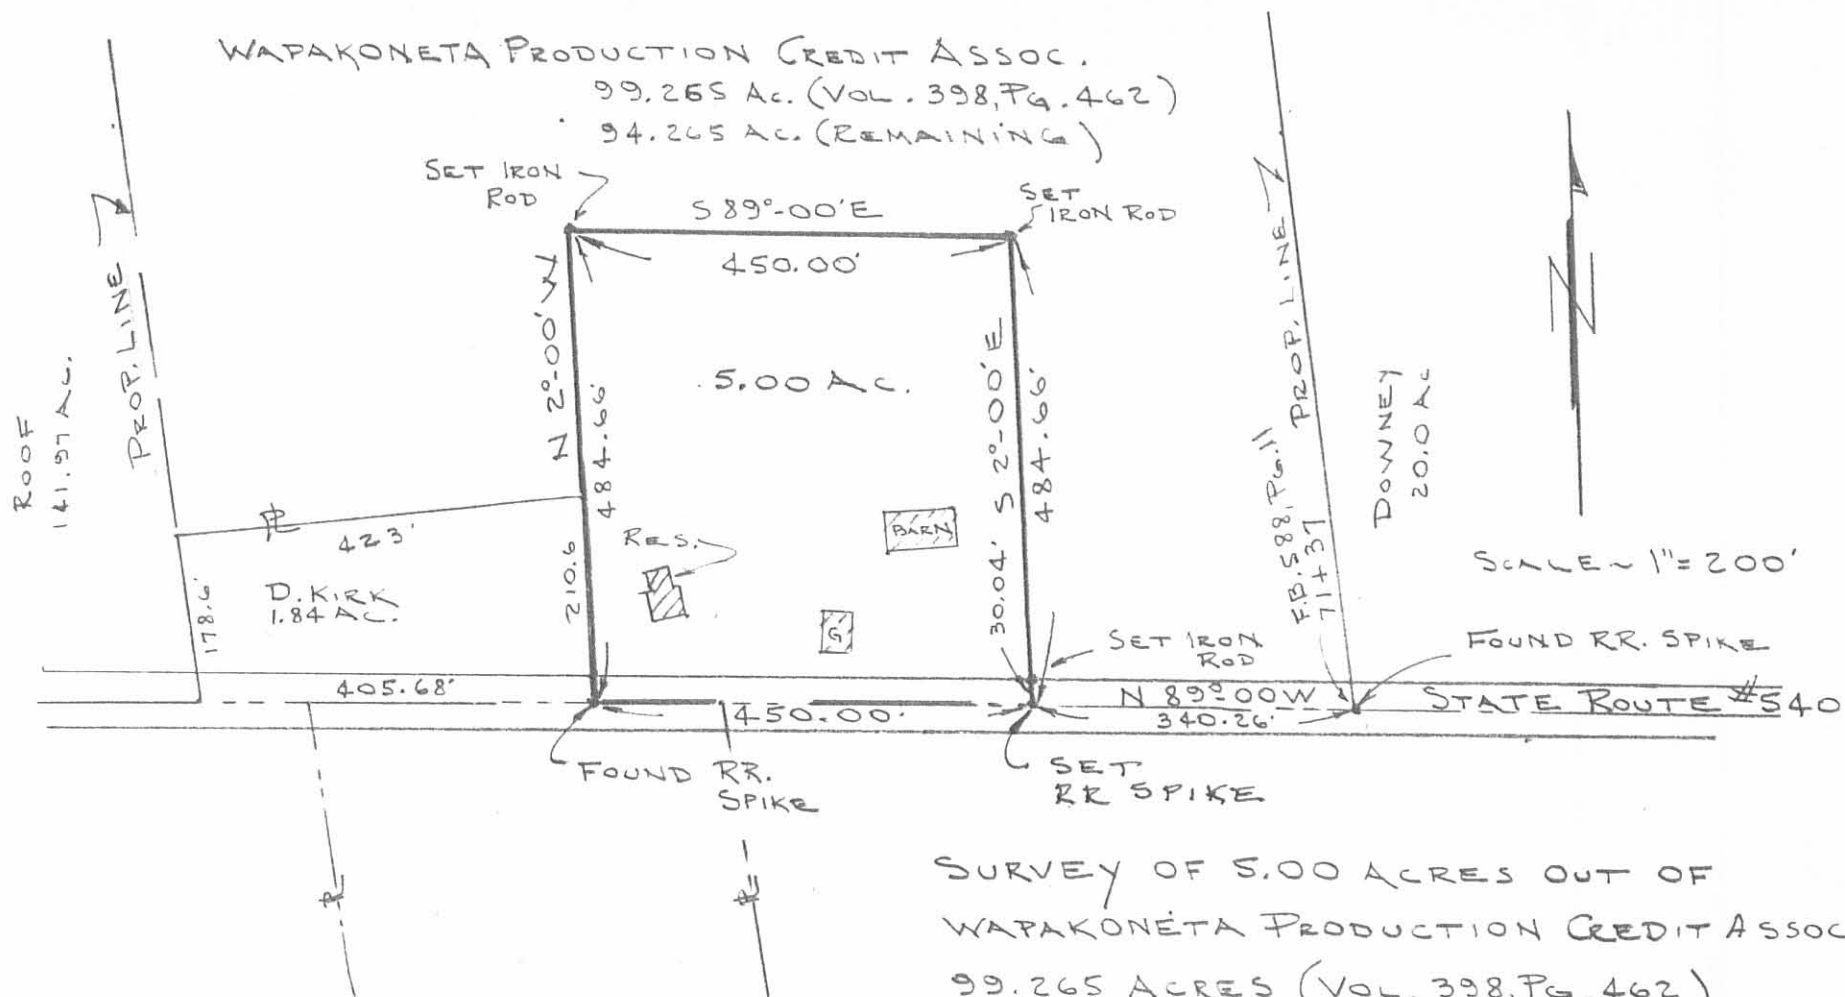 WAPAKONETA PRODUCTION CREDIT ASSOC.
99.265 AC. (VOL. 398, PG. 462)
94.265 AC. (REMAINING)
SET IRON
ROD
SET
IRON ROD
S 89°-00' E
450.00'
N 2°-00' W
484.66'
S 2°-00' E
484.66'
5.00 AC.
PROP. LINE
ROOF
141.97 AC.
PROP. LINE
F.B. 588, PG. 11
71+37
DOWNEY
20.0 AC
N
423'
D. KIRK
1.84 AC.
178.6'
210.6
RES.
BARN
G
30.04'
SCALE ~ 1" = 200'
SET IRON
ROD
FOUND RR. SPIKE
405.68'
450.00'
N 89°00 W
340.26'
STATE ROUTE #540
FOUND RR.
SPIKE
SET
RR SPIKE
SURVEY OF 5.00 ACRES OUT OF
WAPAKONETA PRODUCTION CREDIT ASSOC
99.265 ACRES (VOL. 398, PG. 462)